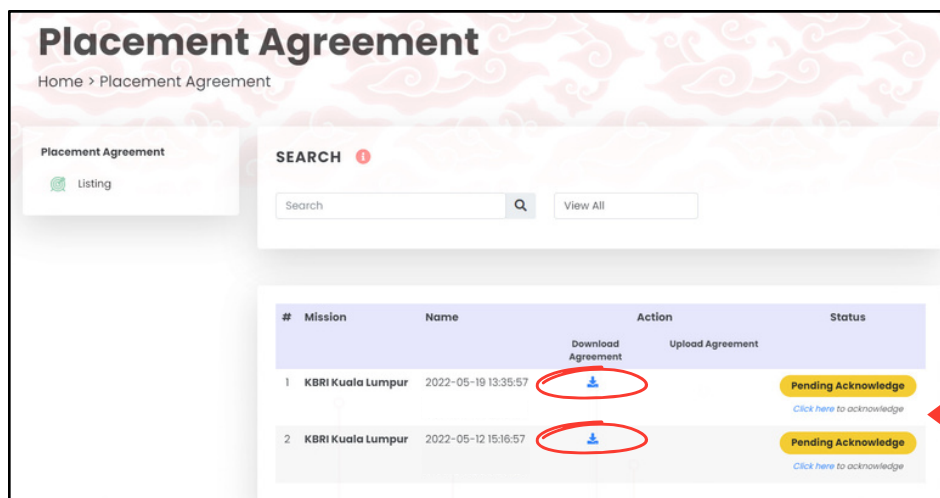 Placement Agreement
Home > Placement Agreement
Placement Agreement
Listing
SEARCH
Search
View All
# Mission Name Action Status
Download Agreement Upload Agreement
1 KBRI Kuala Lumpur 2022-05-19 13:35:57 Pending Acknowledge
Click here to acknowledge
2 KBRI Kuala Lumpur 2022-05-12 15:16:57 Pending Acknowledge
Click here to acknowledge